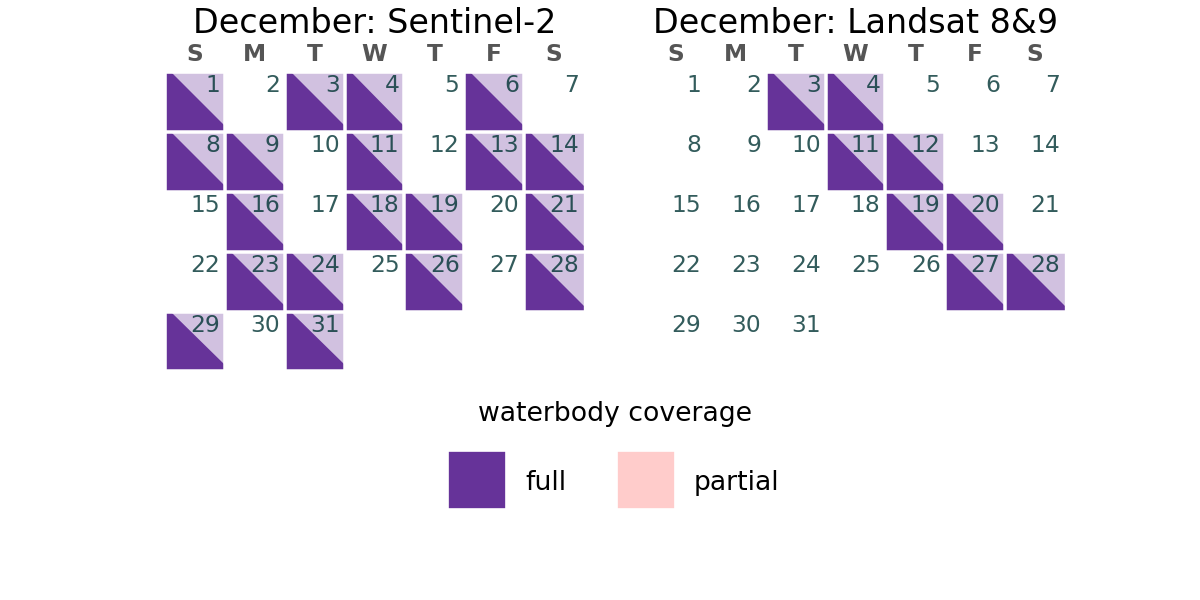 December: Sentinel-2
S M T W T F S
1 2 3 4 5 6 7
8 9 10 11 12 13 14
15 16 17 18 19 20 21
22 23 24 25 26 27 28
29 30 31
December: Landsat 8&9
S M T W T F S
1 2 3 4 5 6 7
8 9 10 11 12 13 14
15 16 17 18 19 20 21
22 23 24 25 26 27 28
29 30 31
waterbody coverage
full partial